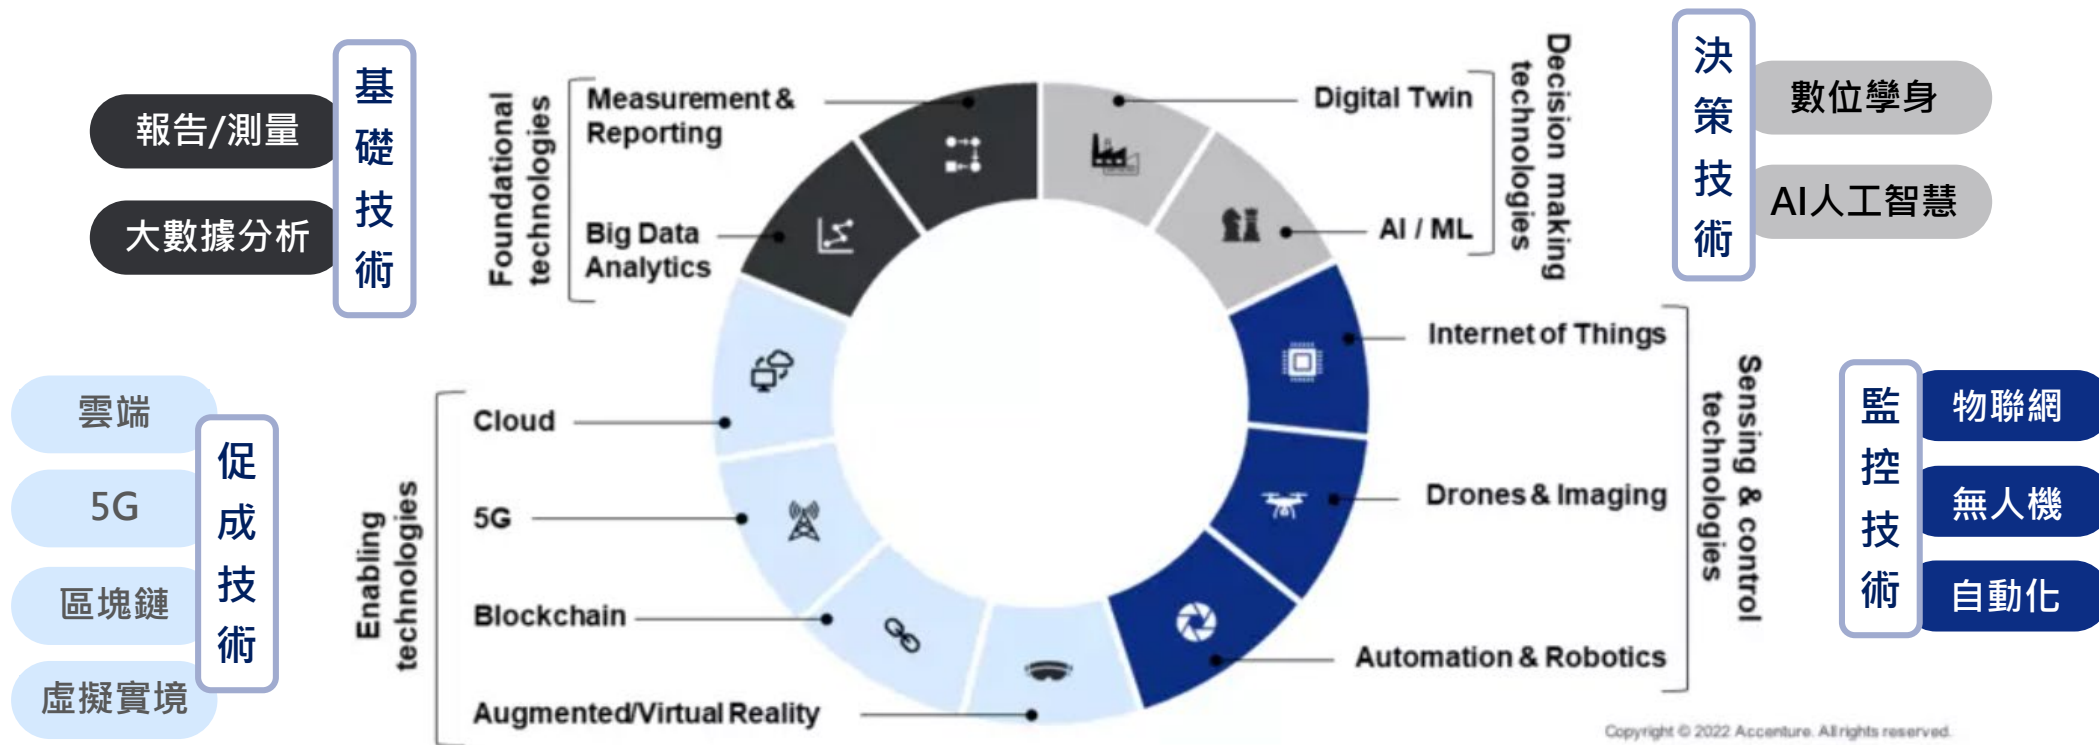 基礎技術
報告/測量
大數據分析
Foundational
technologies
Measurement &
Reporting
Big Data
Analytics
Decision making
technologies
Digital Twin
AI / ML
決策技術
數位孿身
AI人工智慧
促成技術
雲端
5G
區塊鏈
虛擬實境
Enabling
technologies
Cloud
5G
Blockchain
Augmented/Virtual Reality
Internet of Things
Drones & Imaging
Automation & Robotics
Sensing & control
technologies
監控技術
物聯網
無人機
自動化
Copyright © 2022 Accenture. All rights reserved.